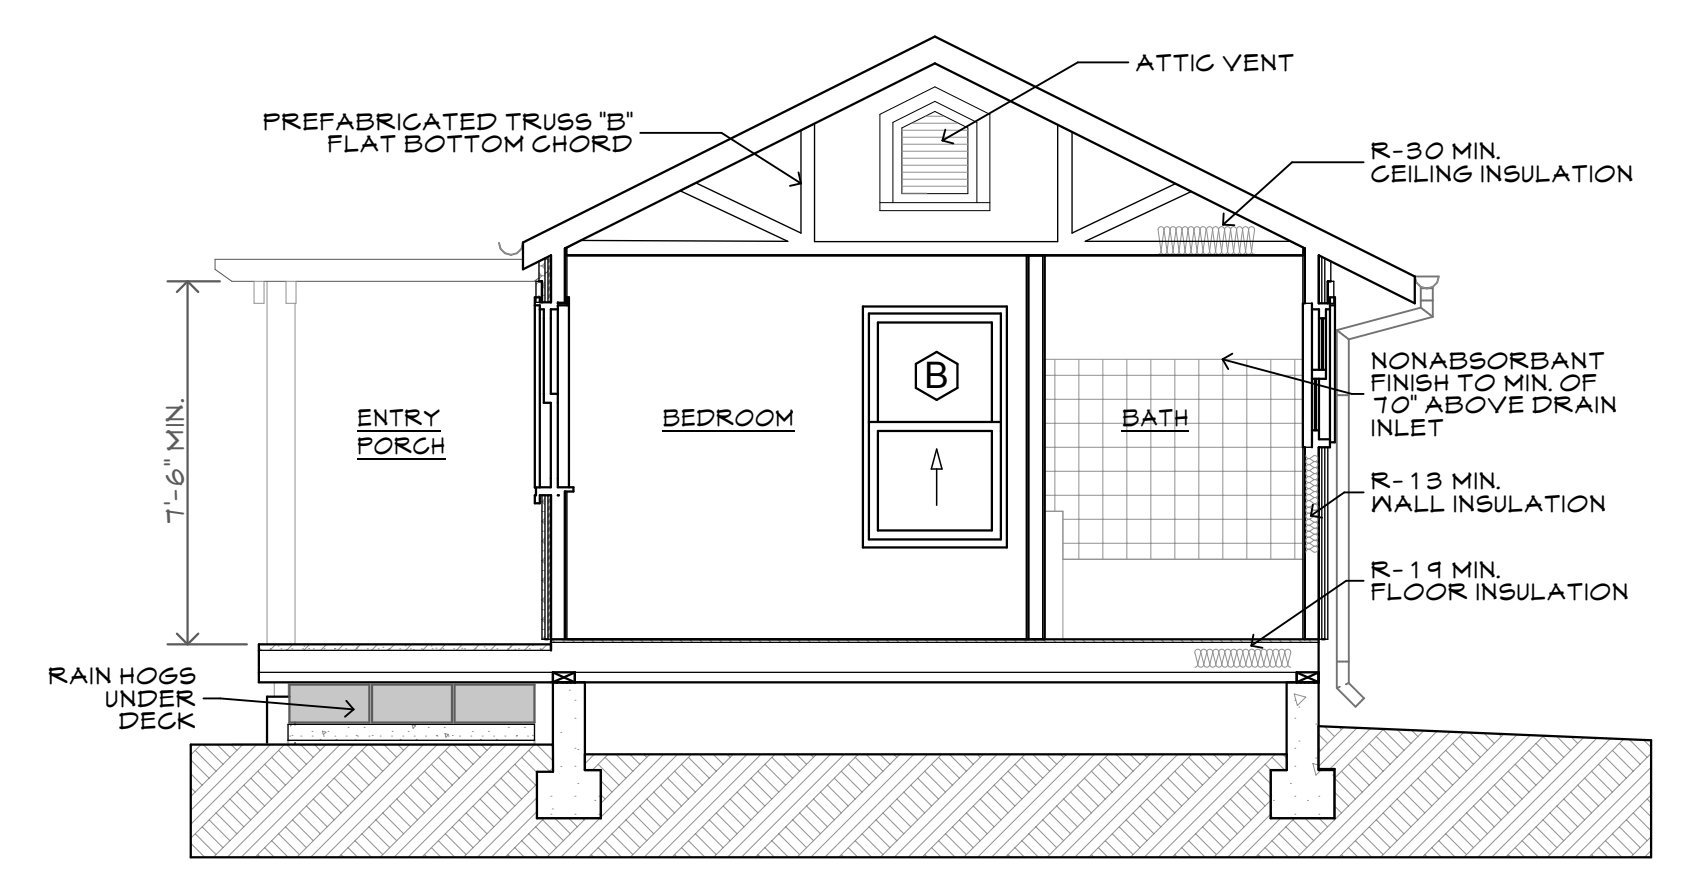 ATTIC VENT
PREFABRICATED TRUSS "B"
FLAT BOTTOM CHORD
R-30 MIN.
CEILING INSULATION
NONABSORBANT
FINISH TO MIN. OF
70" ABOVE DRAIN
INLET
B
7'-6" MIN.
ENTRY
PORCH
BEDROOM
BATH
R-13 MIN.
WALL INSULATION
R-19 MIN.
FLOOR INSULATION
RAIN HOGS
UNDER
DECK